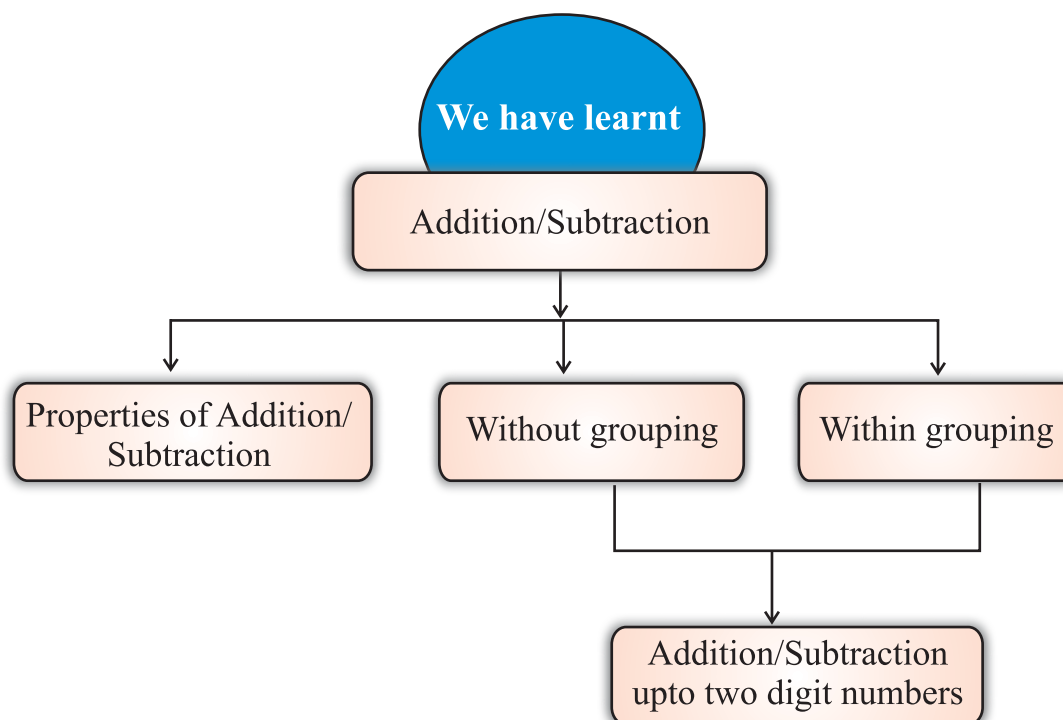 We have learnt
Addition/Subtraction
Properties of Addition/
Subtraction
Without grouping
Within grouping
Addition/Subtraction
upto two digit numbers